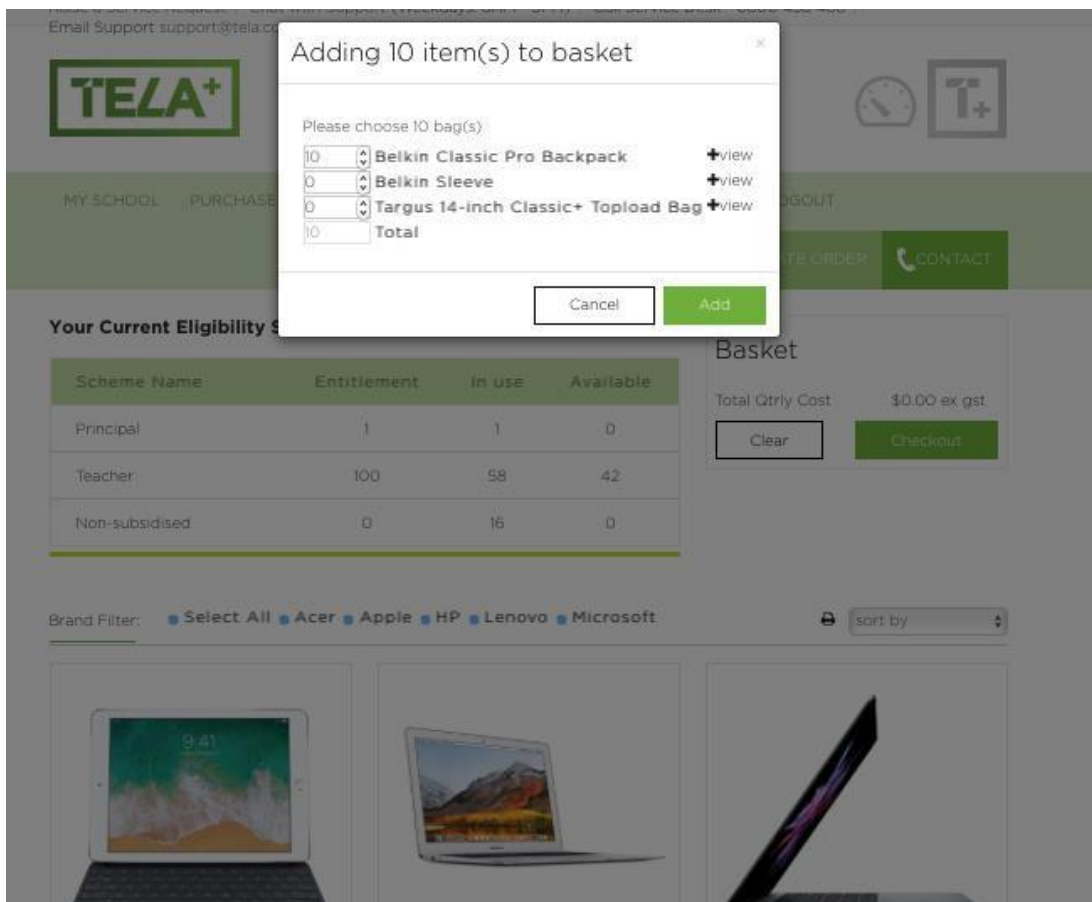 Email Support support@tela.co
Adding 10 item(s) to basket
×
TELA+
T+
Please choose 10 bag(s)
10 Belkin Classic Pro Backpack +view
0 Belkin Sleeve +view
0 Targus 14-inch Classic+ Topload Bag +view
10 Total
MY SCHOOL PURCHASE OGOUT
Cancel Add
TE ORDER CONTACT
Your Current Eligibility S
Scheme Name Entitlement In use Available
Principal 1 1 0
Teacher 100 58 42
Non-subsidised 0 16 0
Basket
Total Qtrly Cost $0.00 ex gst
Clear Checkout
Brand Filter: Select All Acer Apple HP Lenovo Microsoft sort by
9:41